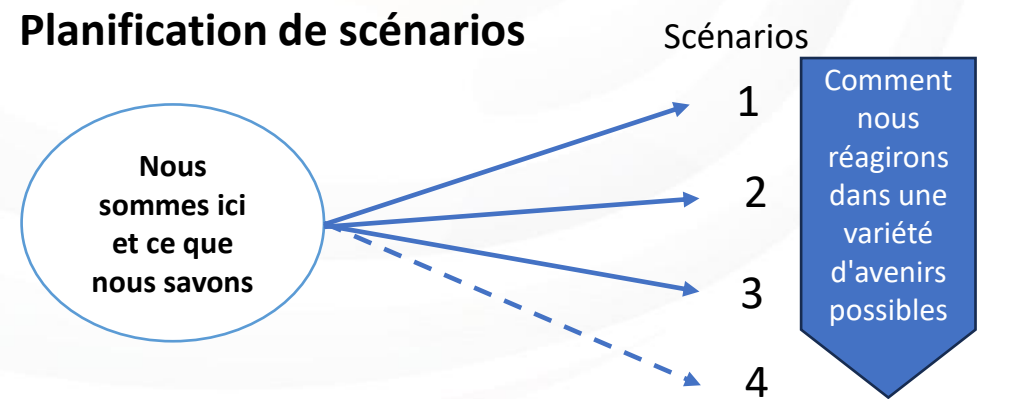 Planification de scénarios
Scénarios
Nous
sommes ici
et ce que
nous savons
1
2
3
4
Comment
nous
réagirons
dans une
variété
d'avenirs
possibles